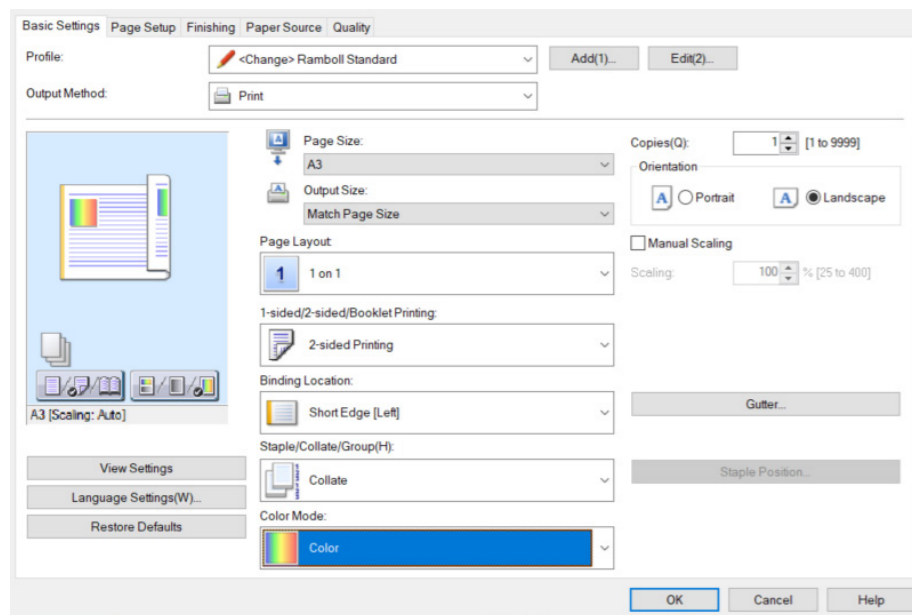 Basic Settings Page Setup Finishing Paper Source Quality
Profile: <Change> Ramboll Standard Add(1)... Edit(2)...
Output Method: Print
Page Size:
A3
Output Size:
Match Page Size
Page Layout:
1 1 on 1
1-sided/2-sided/Booklet Printing:
2-sided Printing
Binding Location:
Short Edge [Left]
Staple/Collate/Group(H):
Collate
Color Mode:
Color
Copies(Q): 1 [1 to 9999]
Orientation
A Portrait A Landscape
Manual Scaling
Scaling: 100 % [25 to 400]
Gutter...
Staple Position...
A3 [Scaling: Auto]
View Settings
Language Settings(W)...
Restore Defaults
OK Cancel Help